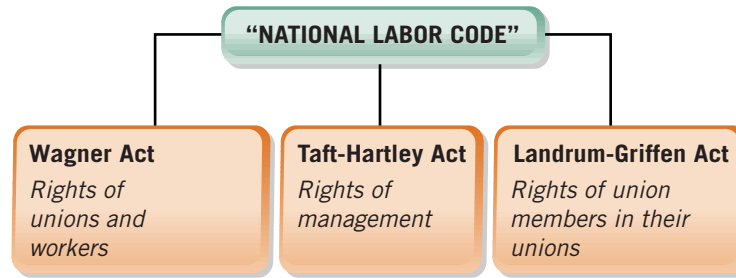 “NATIONAL LABOR CODE”
Wagner Act
Rights of
unions and
workers
Taft-Hartley Act
Rights of
management
Landrum-Griffen Act
Rights of union
members in their
unions